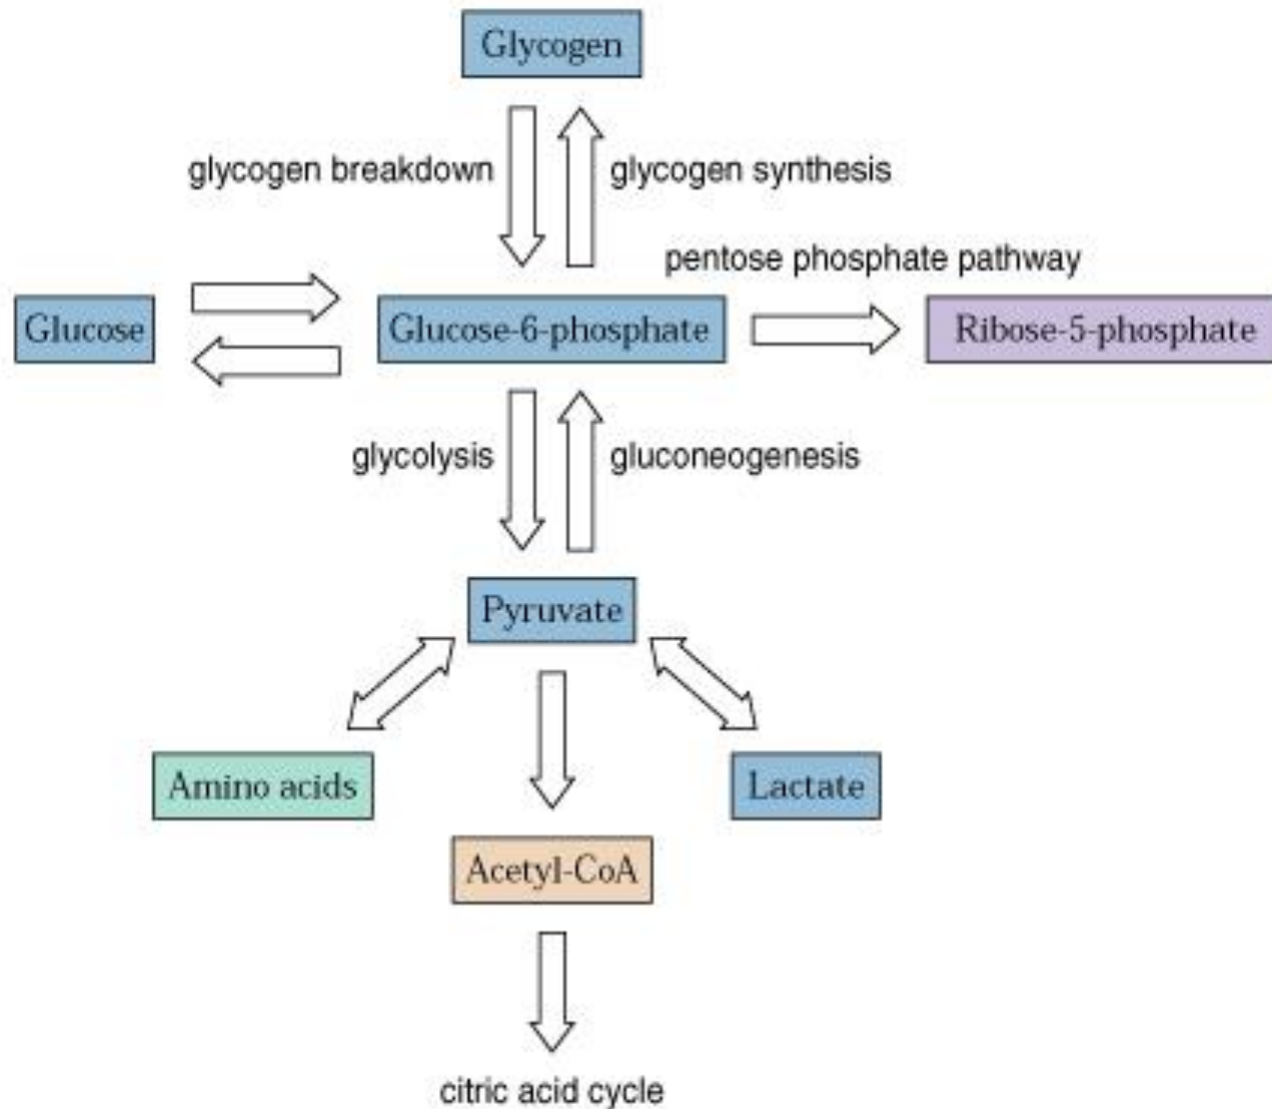 Glycogen
glycogen breakdown
glycogen synthesis
pentose phosphate pathway
Glucose
Glucose-6-phosphate
Ribose-5-phosphate
glycolysis
gluconeogenesis
Pyruvate
Amino acids
Lactate
Acetyl-CoA
citric acid cycle